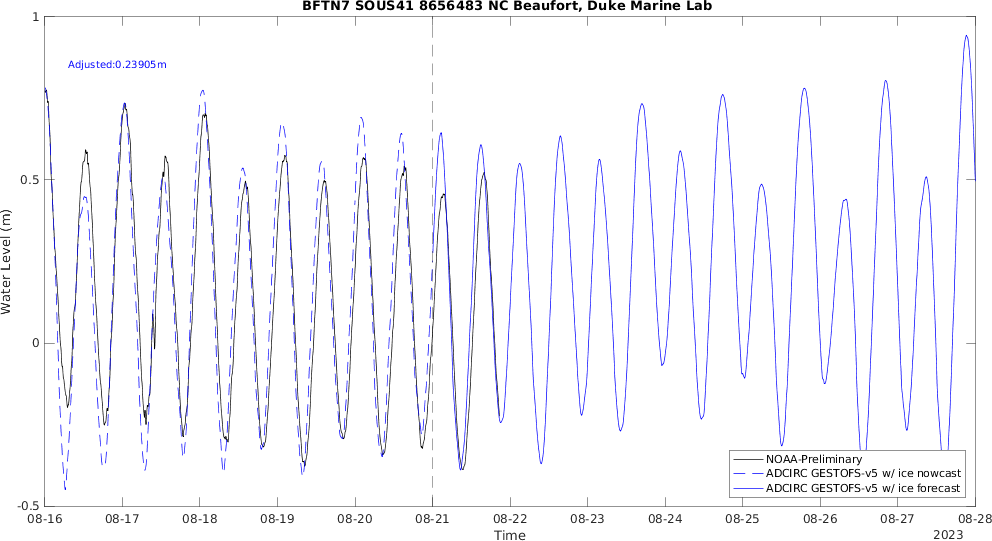 BFTN7 SOUS41 8656483 NC Beaufort, Duke Marine Lab
1
Adjusted:0.23905m
0.5
Water Level (m)
0
NOAA-Preliminary
ADCIRC GESTOFS-v5 w/ ice nowcast
ADCIRC GESTOFS-v5 w/ ice forecast
-0.5
08-16 08-17 08-18 08-19 08-20 08-21 08-22 08-23 08-24 08-25 08-26 08-27 08-28
Time
2023